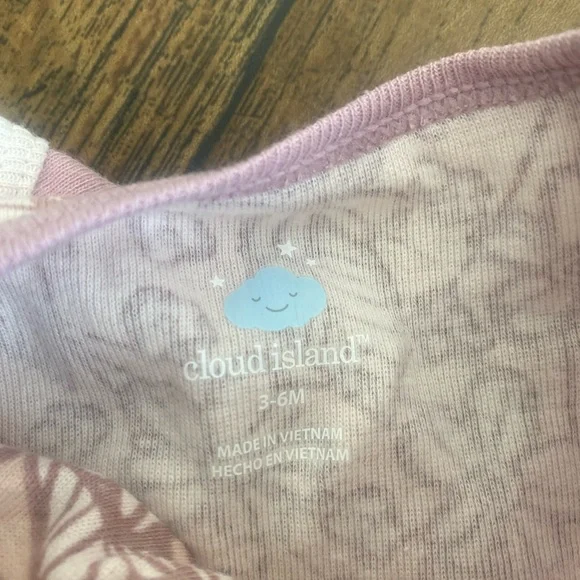 cloud island™
3-6M
MADE IN VIETNAM
HECHO EN VIETNAM